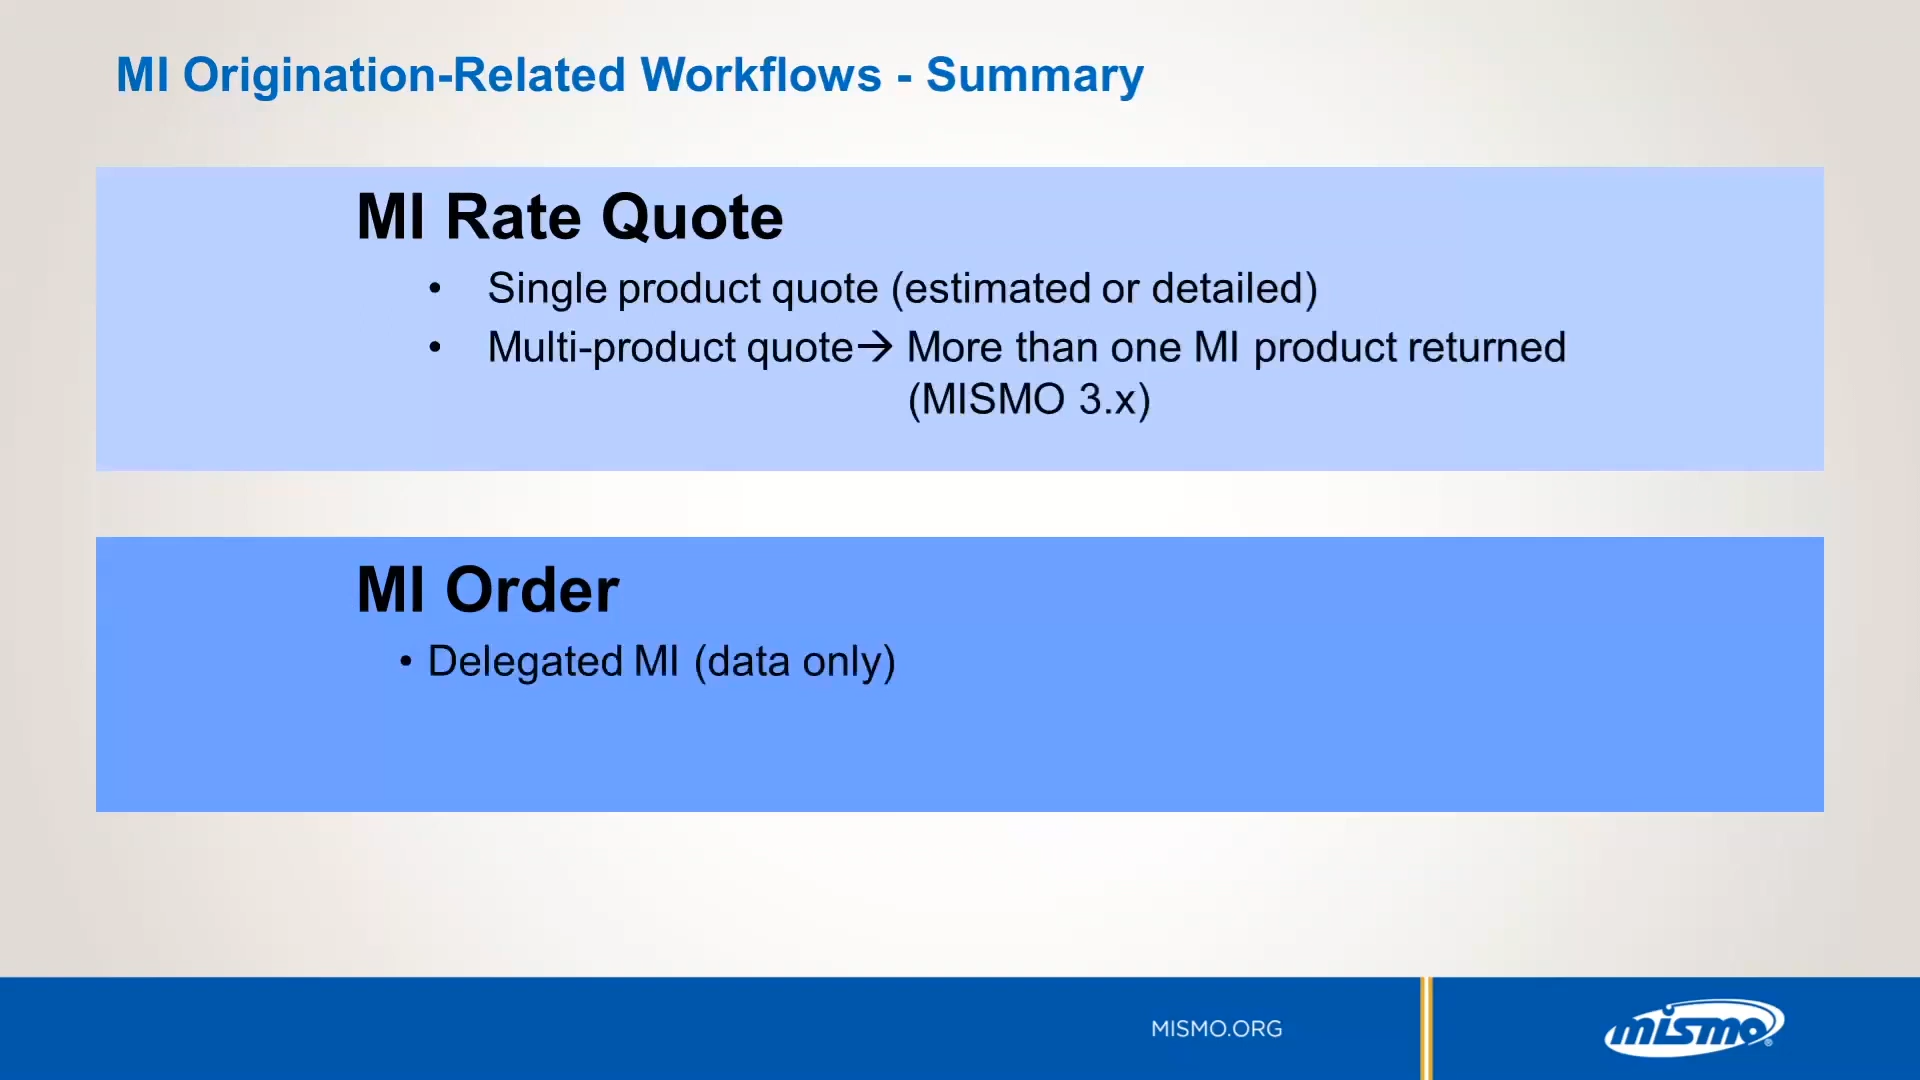 MI Origination-Related Workflows - Summary
MI Rate Quote
• Single product quote (estimated or detailed)
• Multi-product quote→ More than one MI product returned
(MISMO 3.x)
MI Order
• Delegated MI (data only)
MISMO.ORG
mismo®